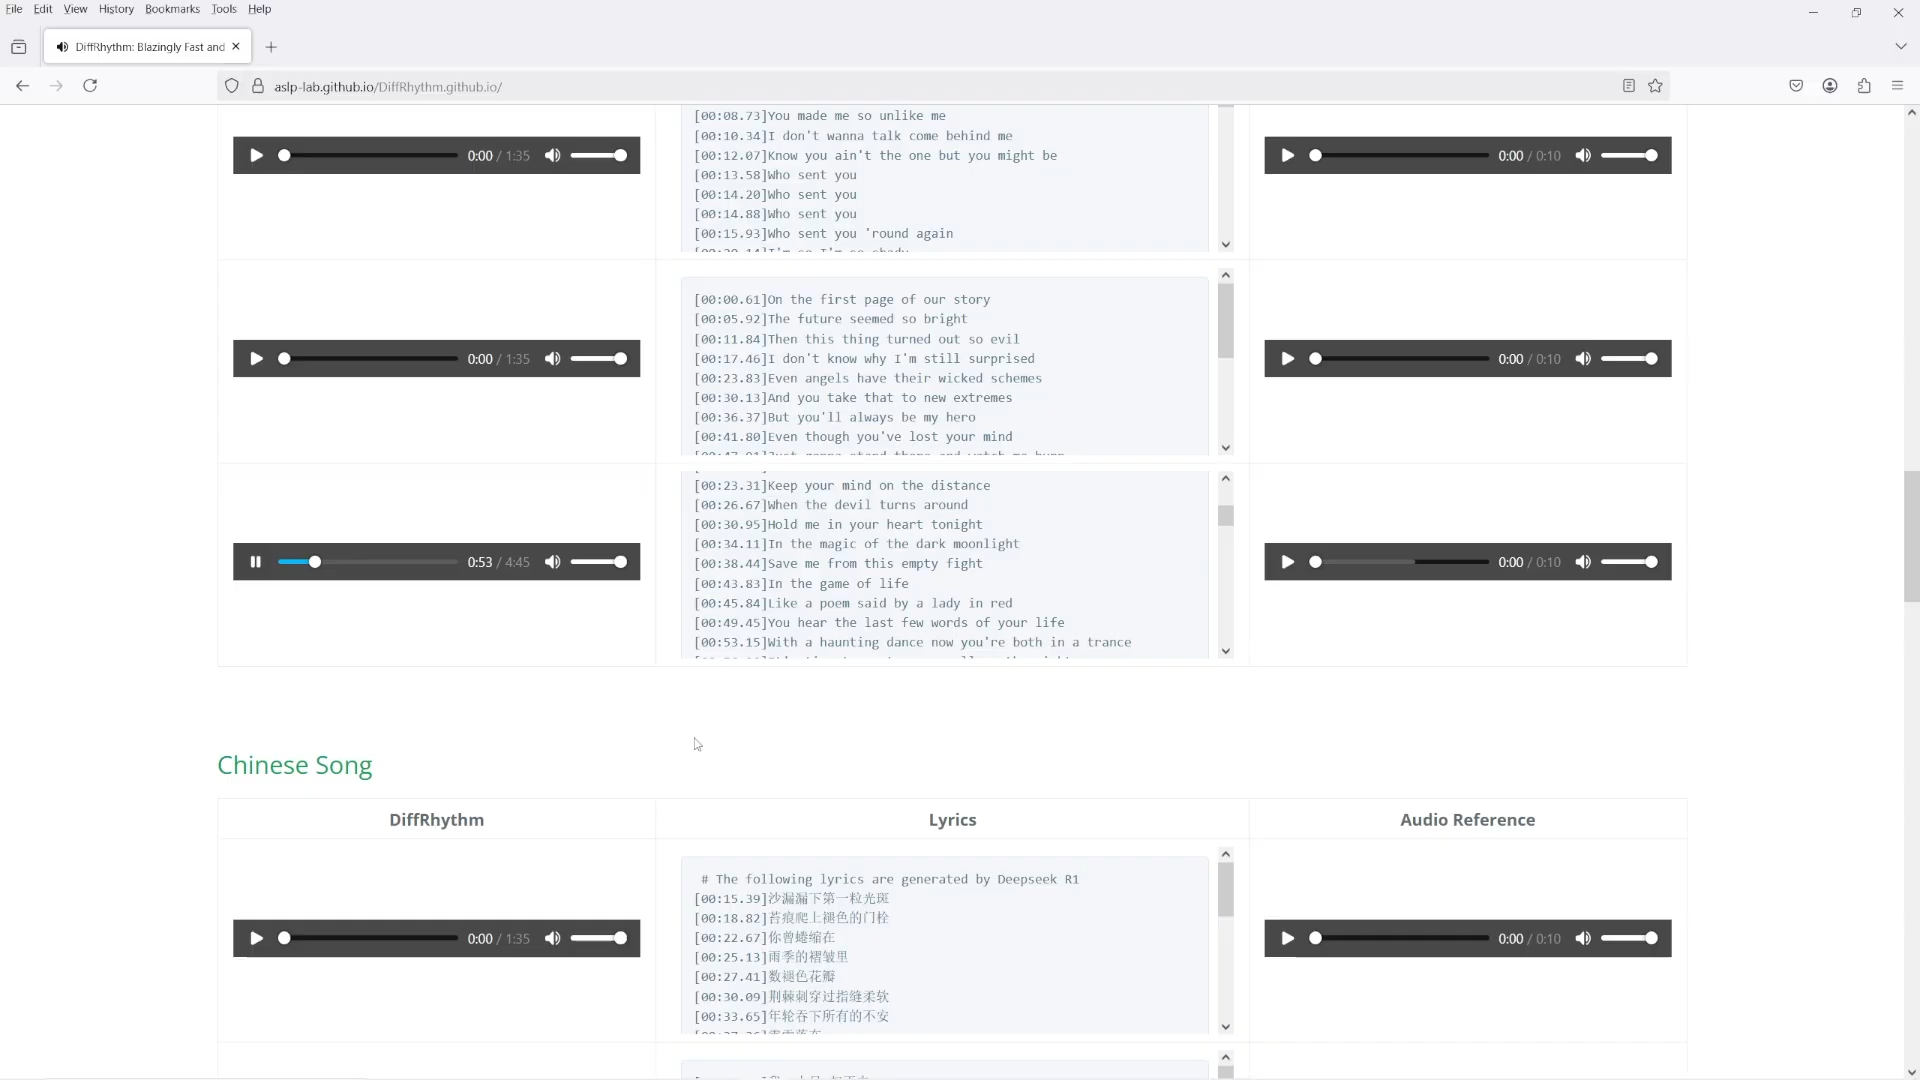 File Edit View History Bookmarks Tools Help
DiffRhythm: Blazingly Fast and
aslp-lab.github.io/DiffRhythm.github.io/
[00:08.73]You made me so unlike me
[00:10.34]I don't wanna talk come behind me
[00:12.07]Know you ain't the one but you might be
[00:13.58]Who sent you
[00:14.20]Who sent you
[00:14.88]Who sent you
[00:15.93]Who sent you 'round again
0:00 / 1:35
0:00 / 0:10
[00:00.61]On the first page of our story
[00:05.92]The future seemed so bright
[00:11.84]Then this thing turned out so evil
[00:17.46]I don't know why I'm still surprised
[00:23.83]Even angels have their wicked schemes
[00:30.13]And you take that to new extremes
[00:36.37]But you'll always be my hero
[00:41.80]Even though you've lost your mind
0:00 / 1:35
0:00 / 0:10
[00:23.31]Keep your mind on the distance
[00:26.67]When the devil turns around
[00:30.95]Hold me in your heart tonight
[00:34.11]In the magic of the dark moonlight
[00:38.44]Save me from this empty fight
[00:43.83]In the game of life
[00:45.84]Like a poem said by a lady in red
[00:49.45]You hear the last few words of your life
[00:53.15]With a haunting dance now you're both in a trance
0:53 / 4:45
0:00 / 0:10
Chinese Song
DiffRhythm Lyrics Audio Reference
# The following lyrics are generated by Deepseek R1
[00:15.39]沙漏漏下第一粒光斑
[00:18.82]苔痕爬上褪色的门栓
[00:22.67]你曾蜷缩在
[00:25.13]雨季的褶皱里
[00:27.41]数褪色花瓣
[00:30.09]荆棘刺穿过指缝柔软
[00:33.65]年轮吞下所有的不安
0:00 / 1:35
0:00 / 0:10